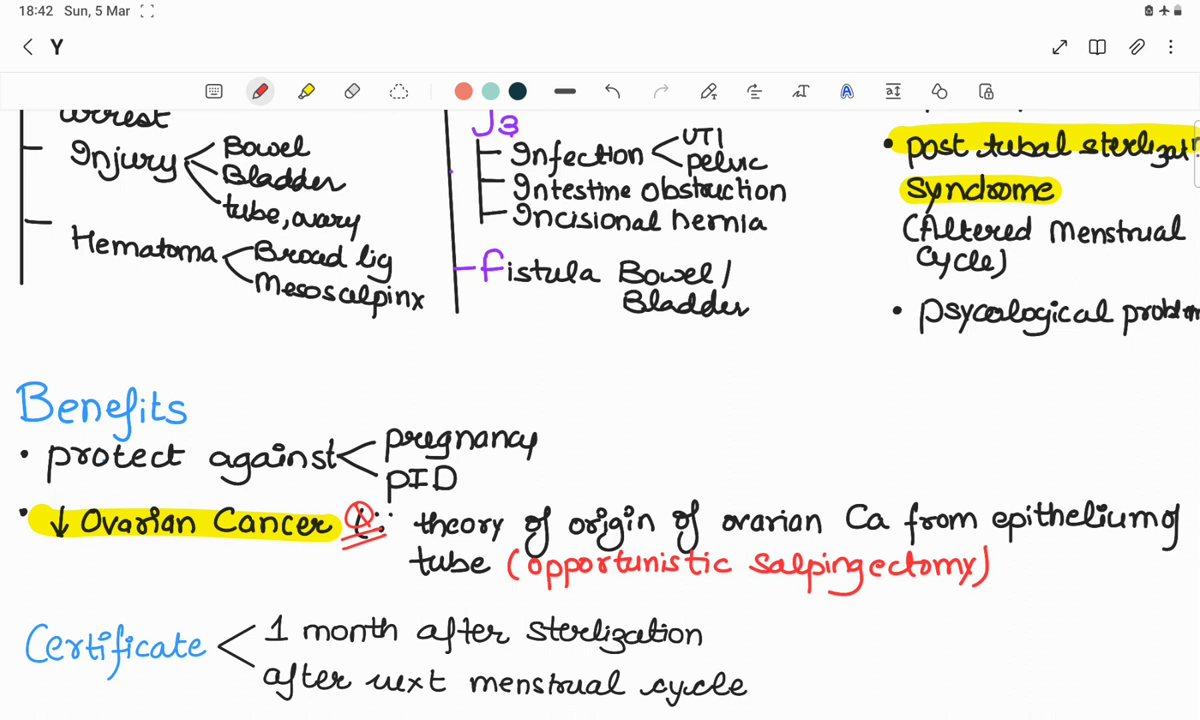 18:42 Sun, 5 Mar
Y
Injury
Bowel
Bladder
tube, ovary
Hematoma
Broad lig
Mesosalpinx
I3
Infection
UTI
pelvic
Intestine obstruction
Incisional hernia
fistula Bowel /
Bladder
• post tubal sterlizati
syndrome
(Altered Menstrual
Cycle)
• psycological problem
Benefits
• protect against
pregnancy
PID
• ↓ Ovarian Cancer ∵ theory of origin of ovarian Ca from epithelium of
tube (opportunistic salpingectomy)
Certificate
1 month after sterlization
after next menstrual cycle